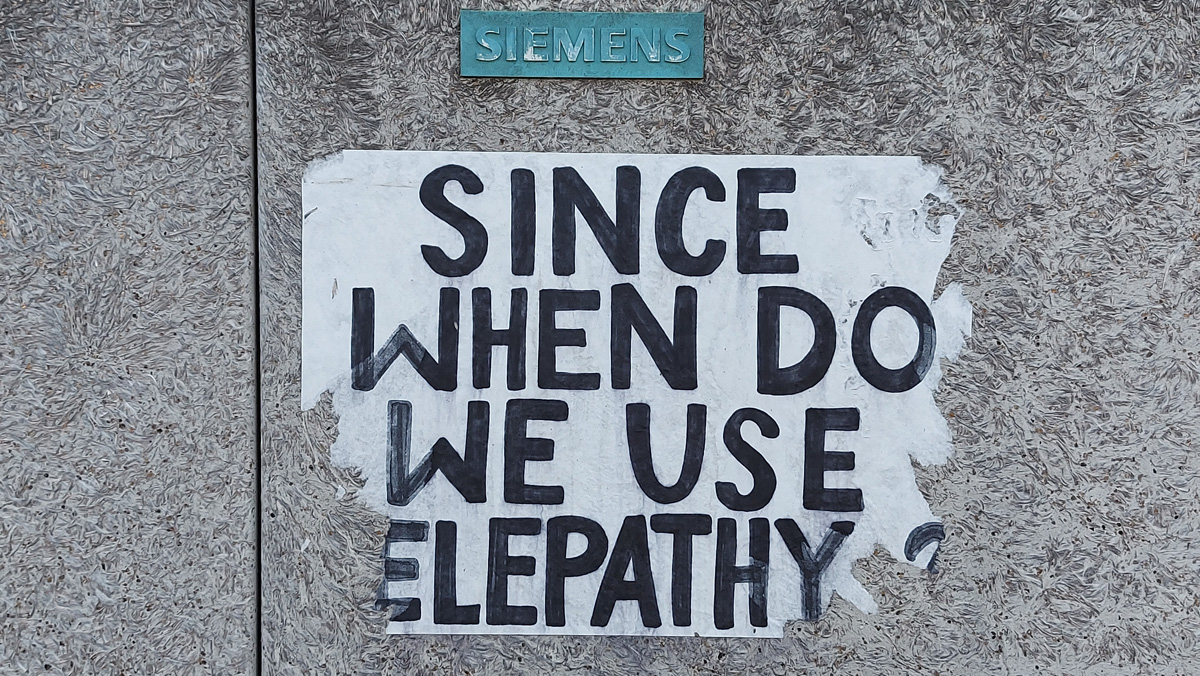 SIEMENS
SINCE
WHEN DO
WE USE
ELEPATHY